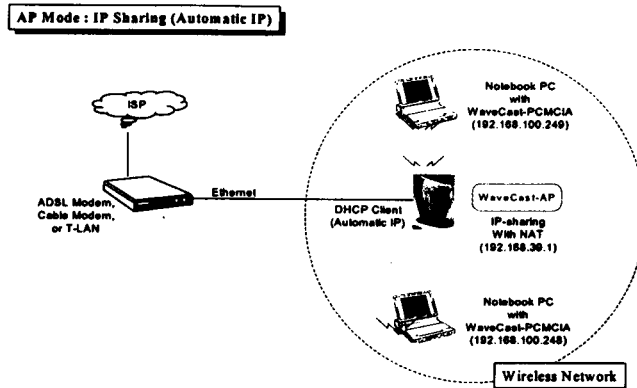 AP Mode : IP Sharing (Automatic IP)
ISP
ADSL Modem,
Cable Modem,
or T-LAN
Ethernet
DHCP Client
(Automatic IP)
Notebook PC
with
WaveCast-PCMCIA
(192.168.100.249)
WaveCast-AP
IP-sharing
With NAT
(192.168.39.1)
Notebook PC
with
WaveCast-PCMCIA
(192.168.100.248)
Wireless Network